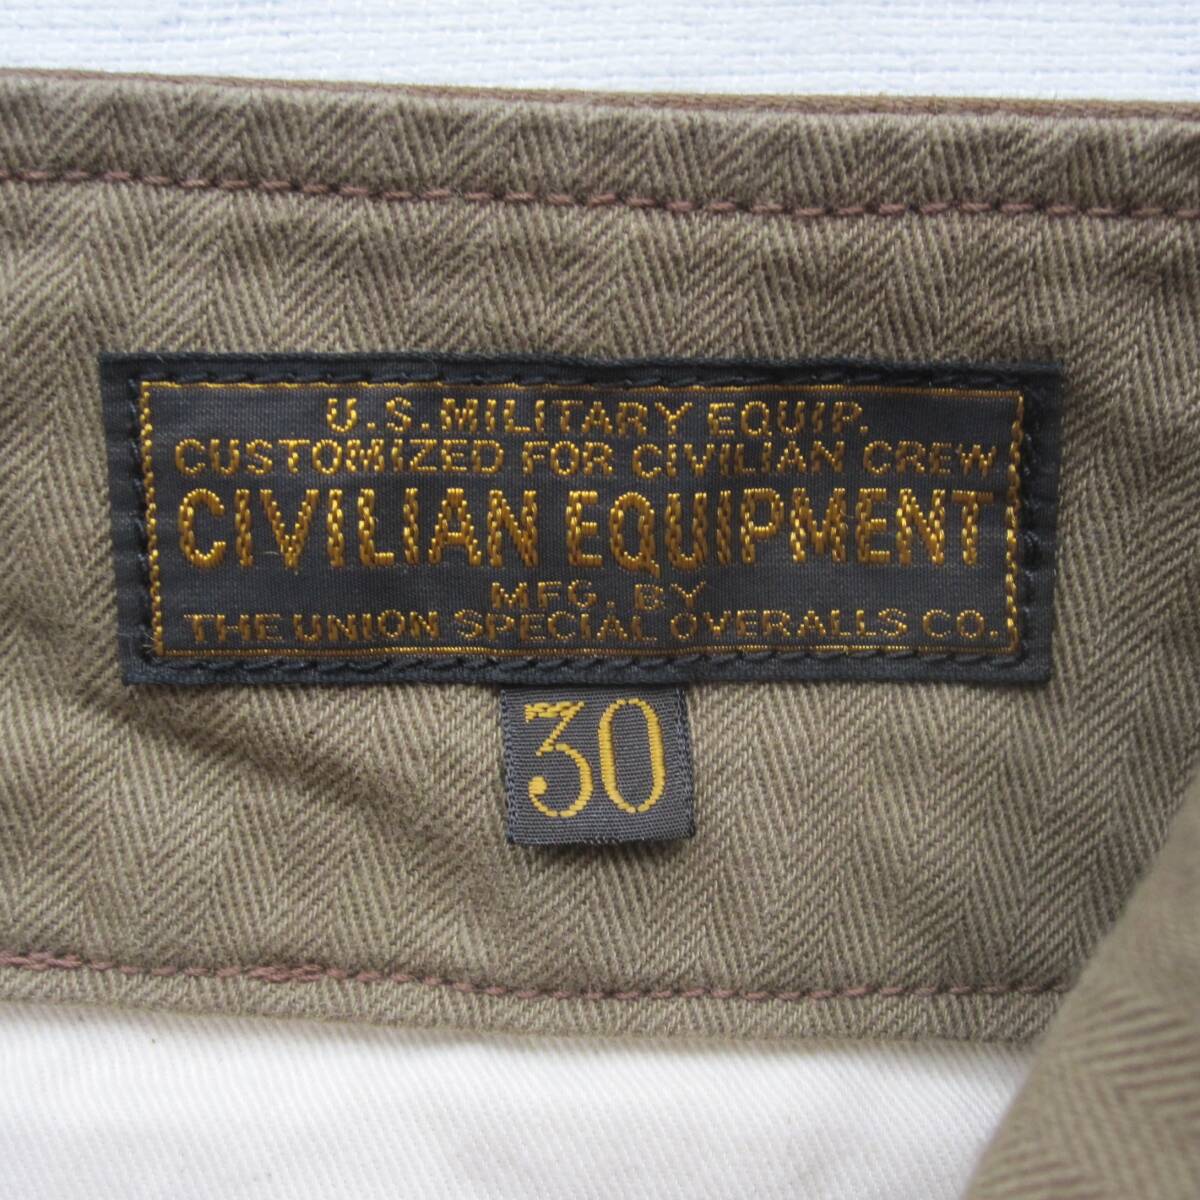 U.S.MILITARY EQUIP.
CUSTOMIZED FOR CIVILIAN CREW
CIVILIAN EQUIPMENT
MFG. BY
THE UNION SPECIAL OVERALLS CO.
30